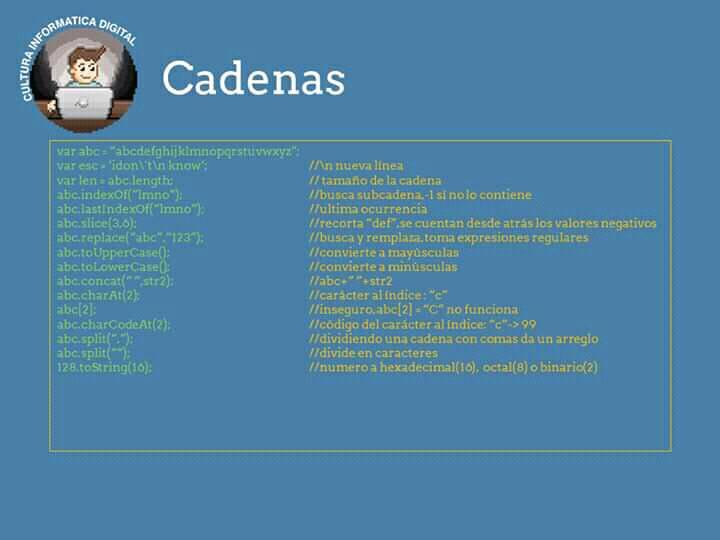 CULTURA INFORMATICA DIGITAL
Cadenas
var abc = "abcdefghijklmnopqrstuvwxyz";
var esc = 'idon\'t\n know'; //\n nueva línea
var len = abc.length; // tamaño de la cadena
abc.indexOf("lmno"); //busca subcadena,-1 sí no lo contiene
abc.lastIndexOf("lmno"); //ultima ocurrencia
abc.slice(3,6); //recorta "def",se cuentan desde atrás los valores negativos
abc.replace("abc","123"); //busca y remplaza,toma expresiones regulares
abc.toUpperCase(); //convierte a mayúsculas
abc.toLowerCase(); //convierte a minúsculas
abc.concat(" ",str2); //abc+" "+str2
abc.charAt(2); //carácter al índice : "c"
abc[2]; //inseguro,abc[2] = "C" no funciona
abc.charCodeAt(2); //código del carácter al índice: "c"-> 99
abc.split(","); //dividiendo una cadena con comas da un arreglo
abc.split(""); //divide en caracteres
128.toString(16); //numero a hexadecimal(16), octal(8) o binario(2)